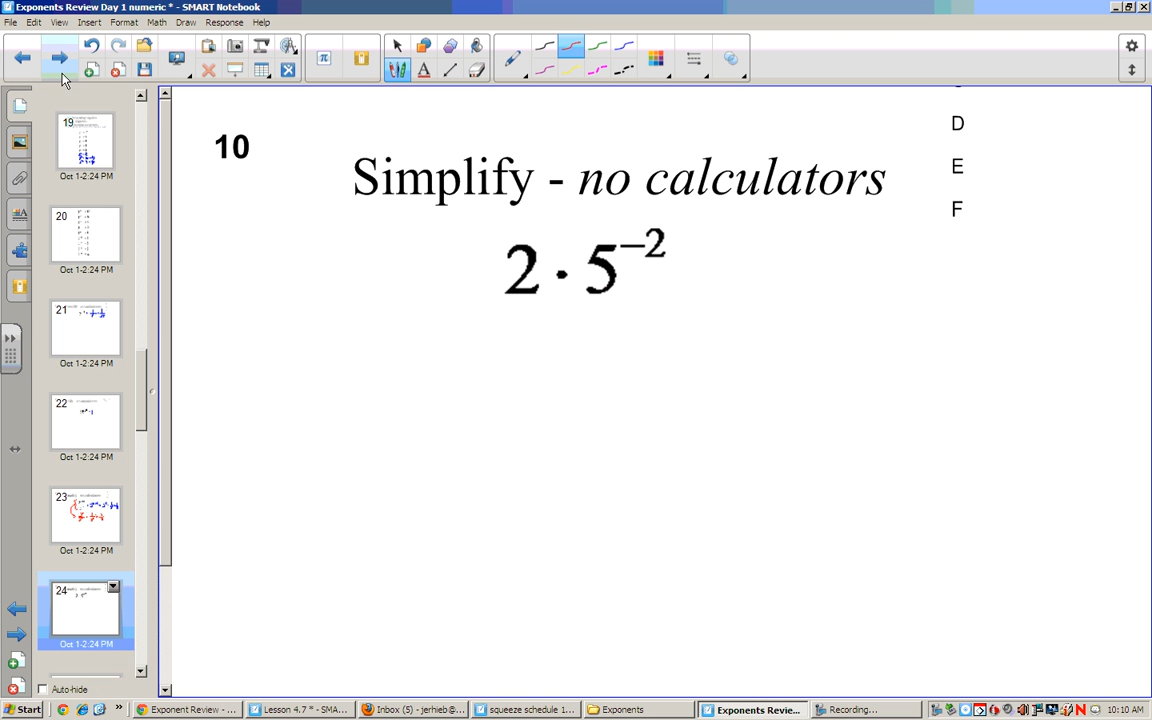 Exponents Review Day 1 numeric * - SMART Notebook
File Edit View Insert Format Math Draw Response Help
19
Oct 1-2:24 PM
20
Oct 1-2:24 PM
21
Oct 1-2:24 PM
22
Oct 1-2:24 PM
23
Oct 1-2:24 PM
24
Oct 1-2:24 PM
Auto-hide
10
Simplify - no calculators
2 · 5⁻²
D
E
F
Start
Exponent Review - ...
Lesson 4.7 * - SMA...
Inbox (5) - jerhieb@...
squeeze schedule 1...
Exponents
Exponents Revie...
Recording...
10:10 AM